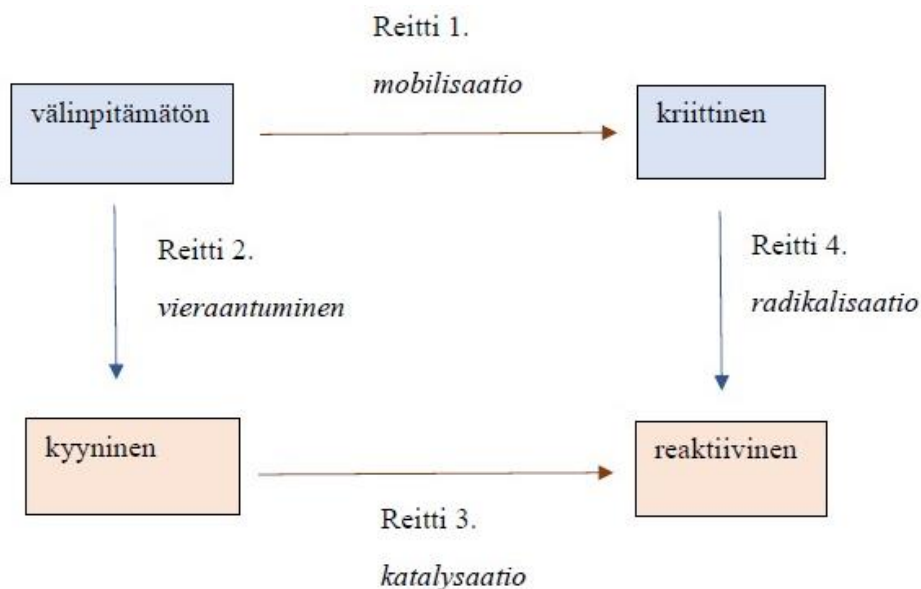 Reitti 1.
mobilisaatio
välinpitämätön
kriittinen
Reitti 2.
vieraantuminen
Reitti 4.
radikalisaatio
kyyninen
reaktiivinen
Reitti 3.
katalysaatio